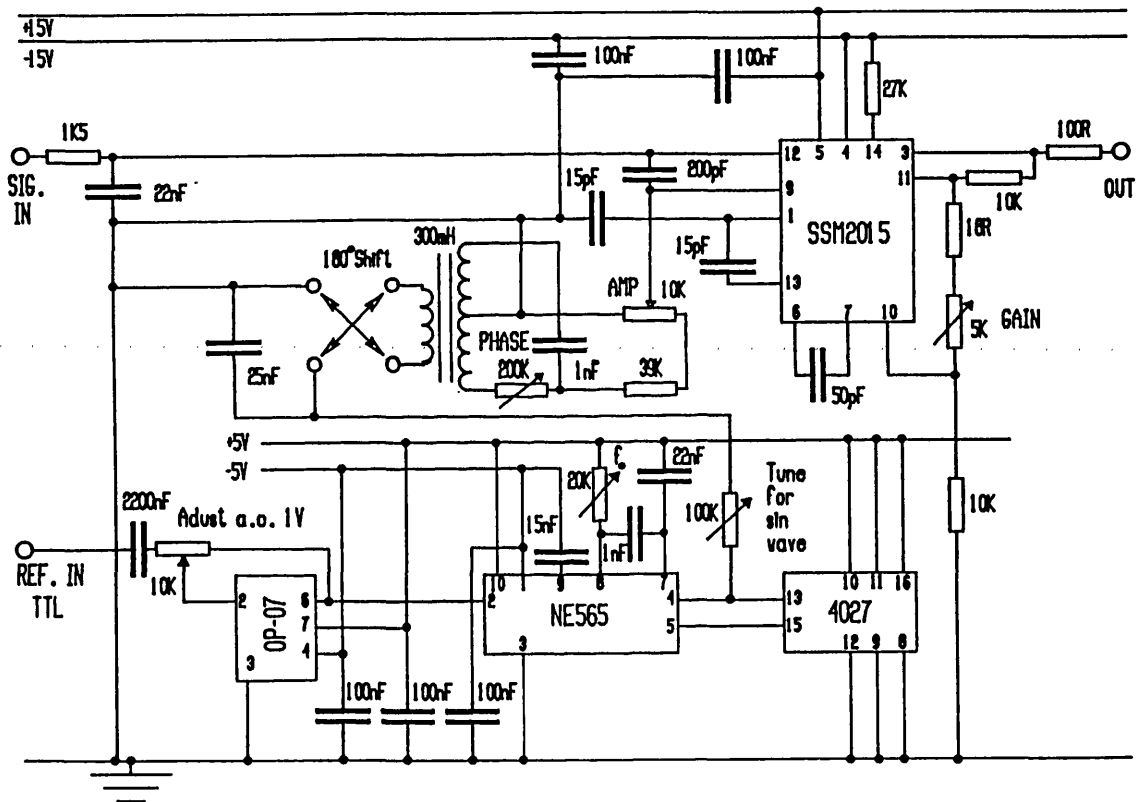 +15V
-15V
100nF
100nF
27K
1K5
100R
SIG.
IN
22nF
15pF
200pF
12
5
4
14
3
9
11
1
13
6
7
10
SSM2015
10K
OUT
18R
300mH
180°Shift
15pF
AMP
10K
5K
GAIN
PHASE
200K
1nF
39K
25nF
50pF
+5V
-5V
20K
f.
22nF
100K
Tune
for
sin
wave
10K
2200nF
Adust a.c. 1V
15nF
1nF
REF. IN
TTL
10K
2
6
7
4
3
OP-07
10
1
9
8
7
2
4
5
3
NE565
10
11
16
13
15
12
9
8
4027
100nF
100nF
100nF